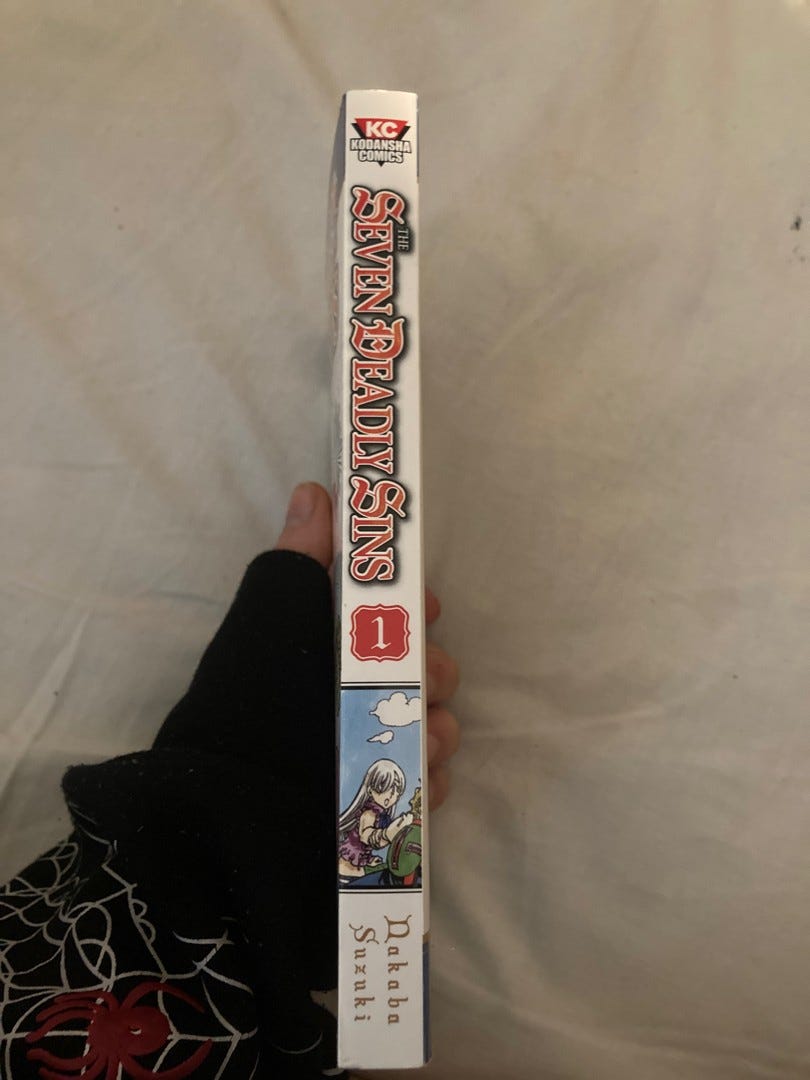 KC
KODANSHA
COMICS
THE
SEVEN DEADLY SINS
1
Nakaba
Suzuki